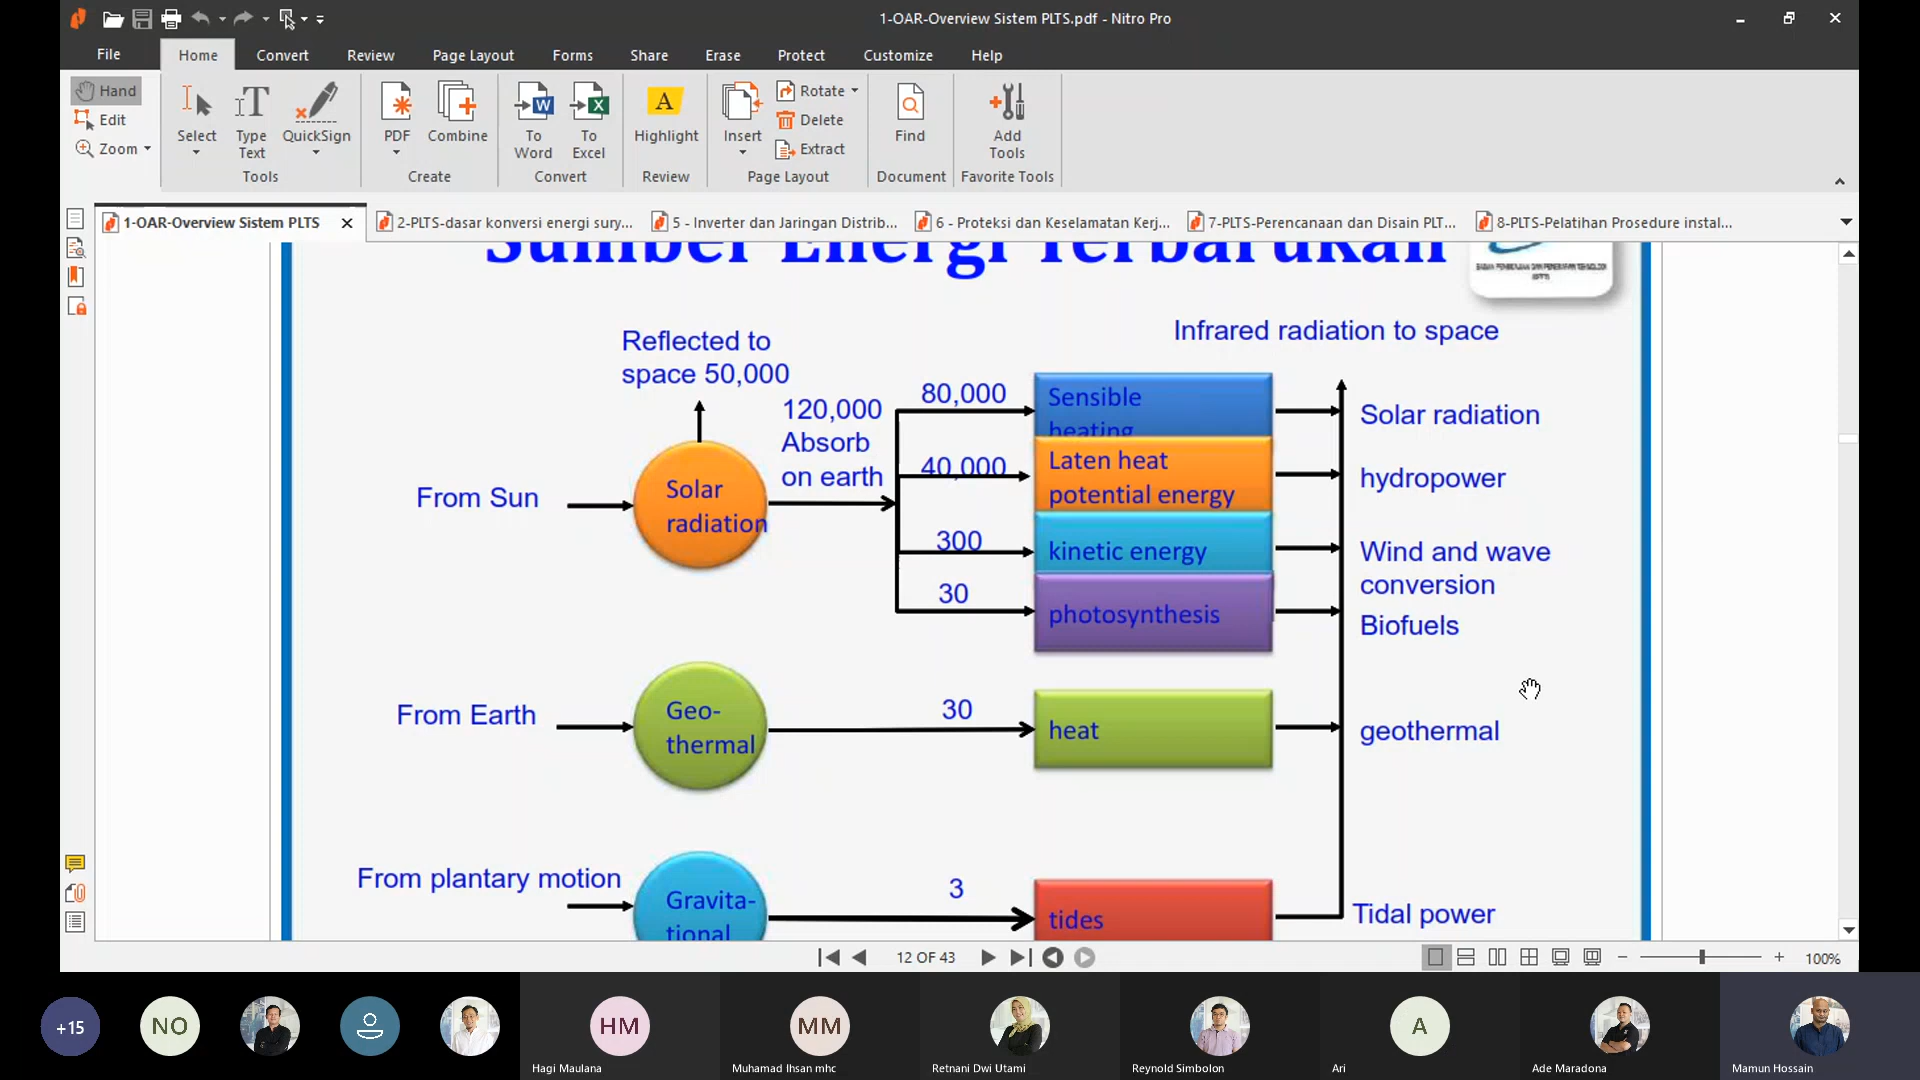 1-OAR-Overview Sistem PLTS.pdf - Nitro Pro
File Home Convert Review Page Layout Forms Share Erase Protect Customize Help
Hand
Edit
Zoom
Select
Type
Text
QuickSign
Tools
PDF
Combine
Create
To
Word
To
Excel
Convert
Highlight
Review
Insert
Rotate
Delete
Extract
Page Layout
Find
Document
Add
Tools
Favorite Tools
1-OAR-Overview Sistem PLTS
2-PLTS-dasar konversi energi sury...
5 - Inverter dan Jaringan Distrib...
6 - Proteksi dan Keselamatan Kerj...
7-PLTS-Perencanaan dan Disain PLT...
8-PLTS-Pelatihan Prosedure instal...
Sumber Energi Terbarukan
Reflected to
space 50,000
Infrared radiation to space
120,000
Absorb
on earth
80,000
Sensible
heating
Solar radiation
40,000
Laten heat
potential energy
hydropower
From Sun
Solar
radiation
300
kinetic energy
Wind and wave
conversion
30
photosynthesis
Biofuels
From Earth
Geo-
thermal
30
heat
geothermal
From plantary motion
Gravita-
tional
3
tides
Tidal power
12 OF 43
100%
+15
NO
HM
Hagi Maulana
MM
Muhamad Ihsan mhc
Retnani Dwi Utami
Reynold Simbolon
A
Ari
Ade Maradona
Mamun Hossain